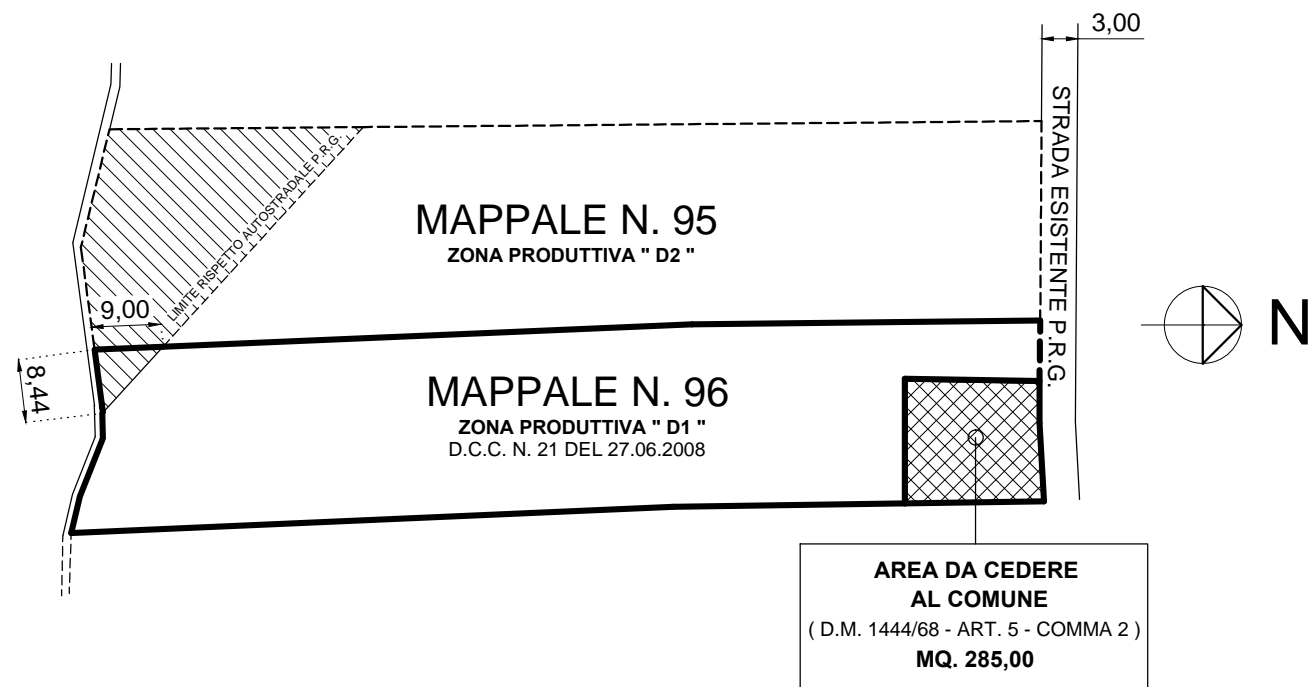 3,00
STRADA ESISTENTE P.R.G.
LIMITE RISPETTO AUTOSTRADALE P.R.G.
MAPPALE N. 95
ZONA PRODUTTIVA " D2 "
9,00
N
8,44
MAPPALE N. 96
ZONA PRODUTTIVA " D1 "
D.C.C. N. 21 DEL 27.06.2008
AREA DA CEDERE
AL COMUNE
( D.M. 1444/68 - ART. 5 - COMMA 2 )
MQ. 285,00